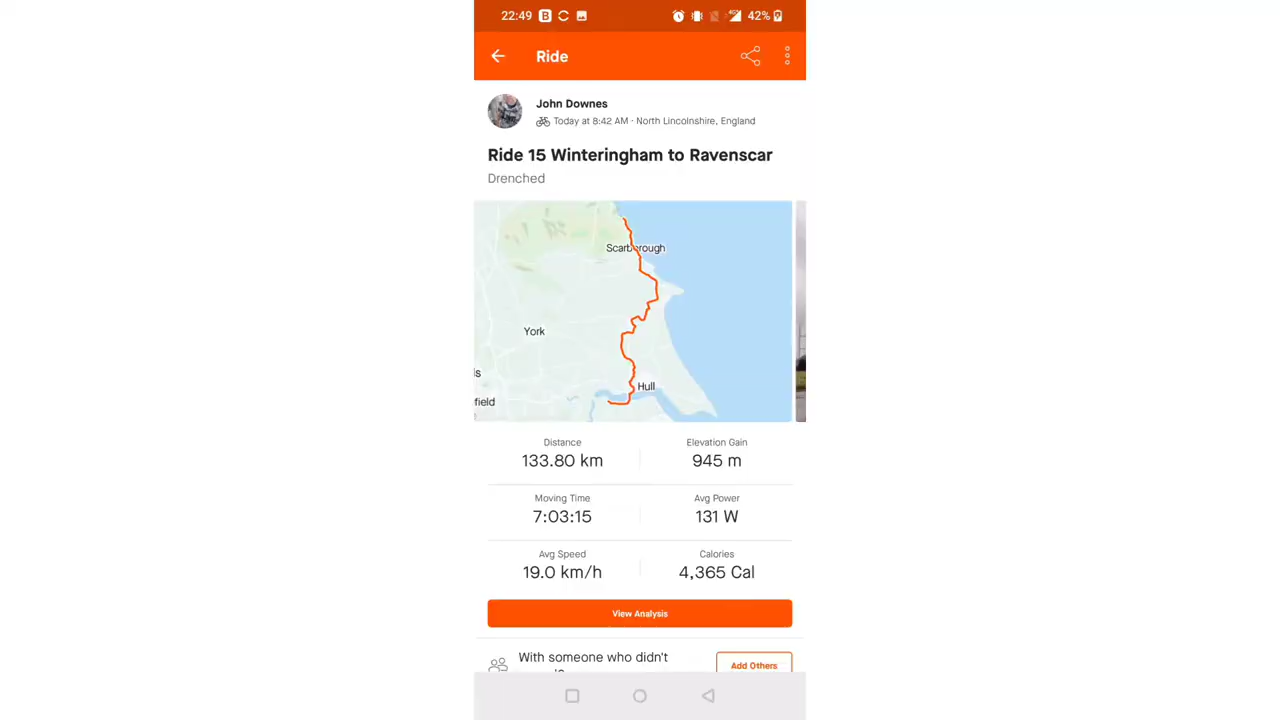 22:49 B 4G 42%
Ride
John Downes
Today at 8:42 AM · North Lincolnshire, England
Ride 15 Winteringham to Ravenscar
Drenched
Scarborough
York
Hull
ls
field
Distance
Elevation Gain
133.80 km
945 m
Moving Time
Avg Power
7:03:15
131 W
Avg Speed
Calories
19.0 km/h
4,365 Cal
View Analysis
With someone who didn't
Add Others